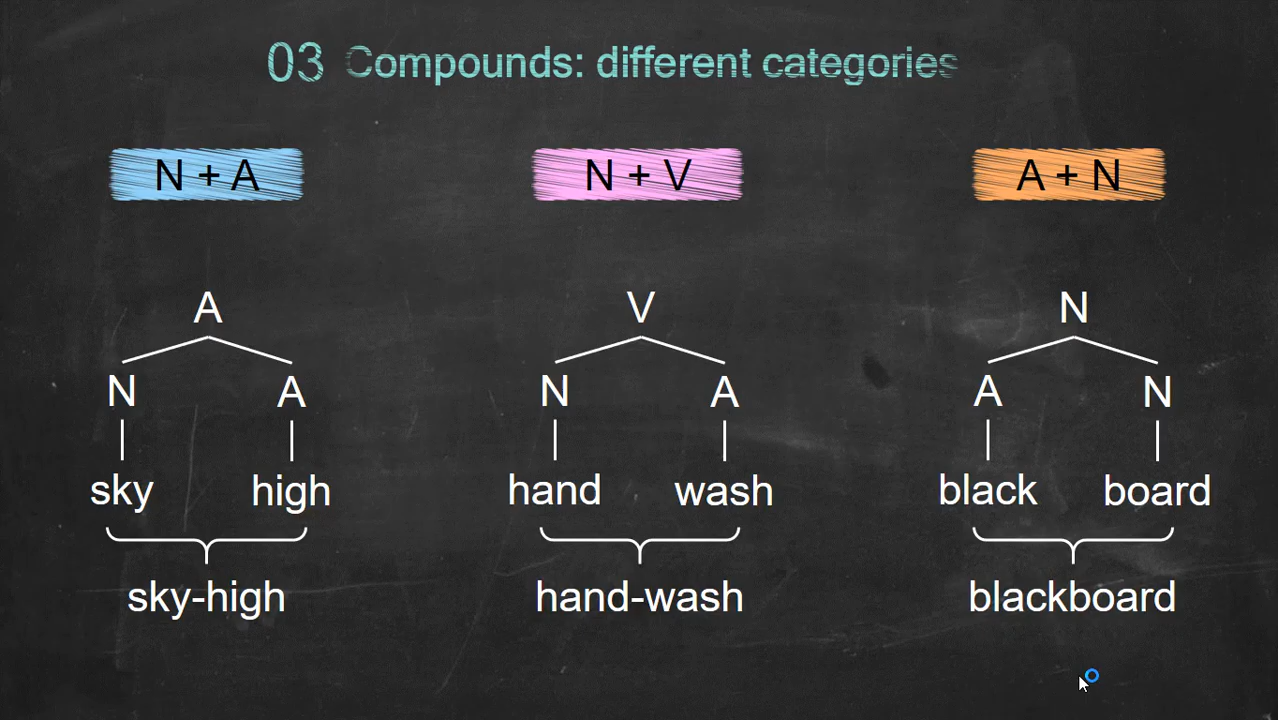 03 Compounds: different categories
N + A
N + V
A + N
A
V
N
N A
N A
A N
sky high
hand wash
black board
sky-high
hand-wash
blackboard